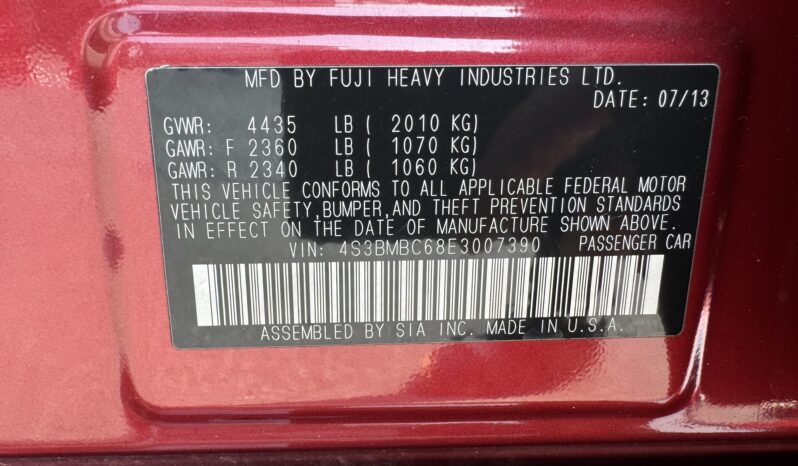 MFD BY FUJI HEAVY INDUSTRIES LTD.
DATE: 07/13
GVWR: 4435 LB ( 2010 KG)
GAWR: F 2360 LB ( 1070 KG)
GAWR: R 2340 LB ( 1060 KG)
THIS VEHICLE CONFORMS TO ALL APPLICABLE FEDERAL MOTOR
VEHICLE SAFETY,BUMPER,AND THEFT PREVENTION STANDARDS
IN EFFECT ON THE DATE OF MANUFACTURE SHOWN ABOVE.
VIN: 4S3BMBC68E3007390 PASSENGER CAR
ASSEMBLED BY SIA INC. MADE IN U.S.A.